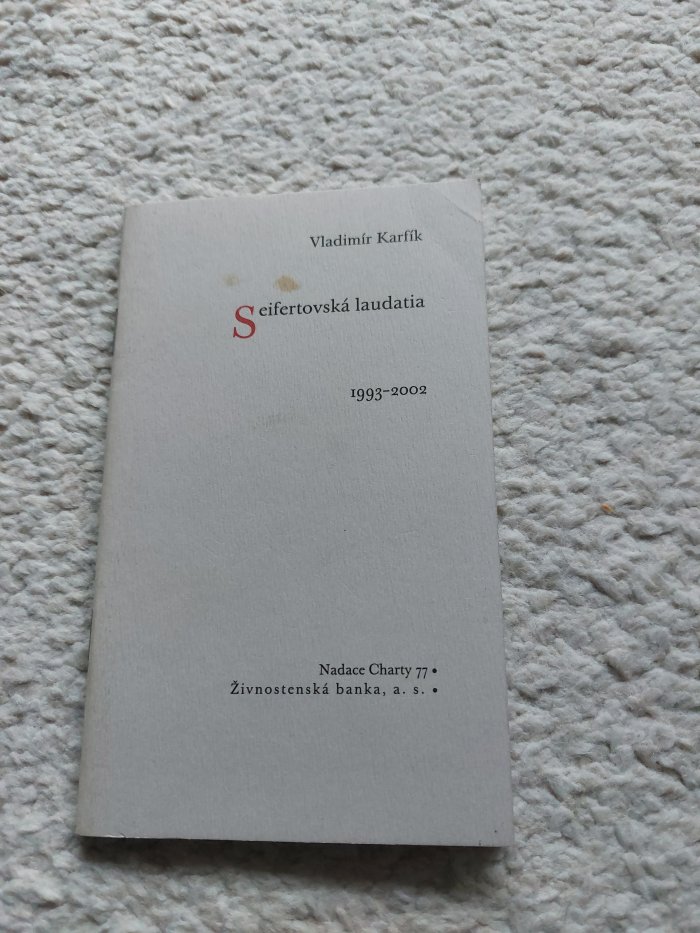 Vladimír Karfík
Seifertovská laudatia
1993–2002
Nadace Charty 77 •
Živnostenská banka, a. s. •